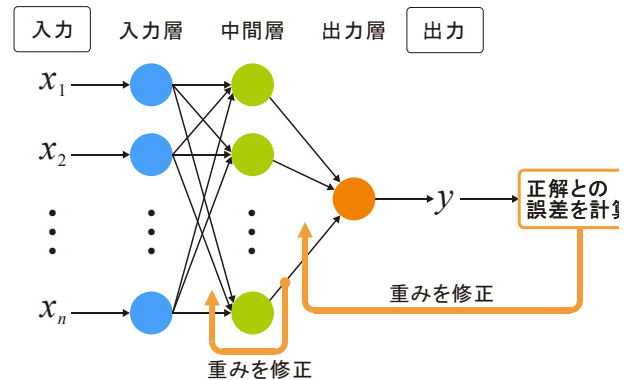 入力 入力層 中間層 出力層 出力
x1
x2
xn
y
正解との
誤差を計算
重みを修正
重みを修正